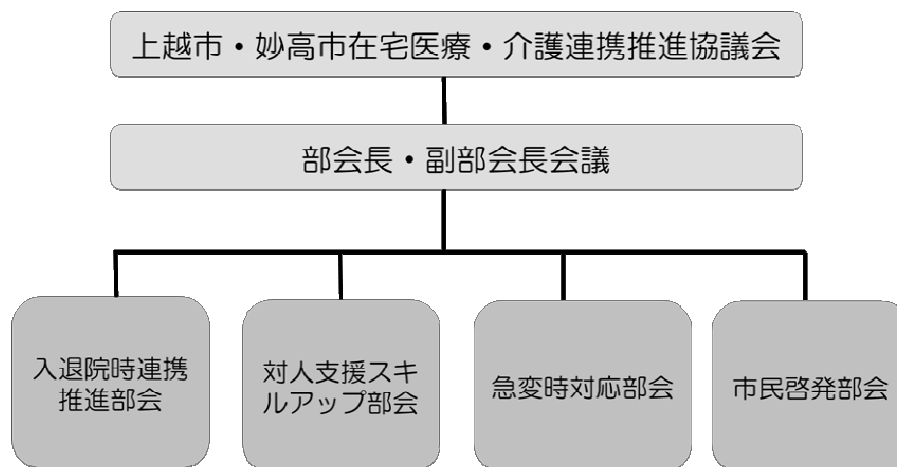 上越市・妙高市在宅医療・介護連携推進協議会
部会長・副部会長会議
入退院時連携
推進部会
対人支援スキ
ルアップ部会
急変時対応部会
市民啓発部会